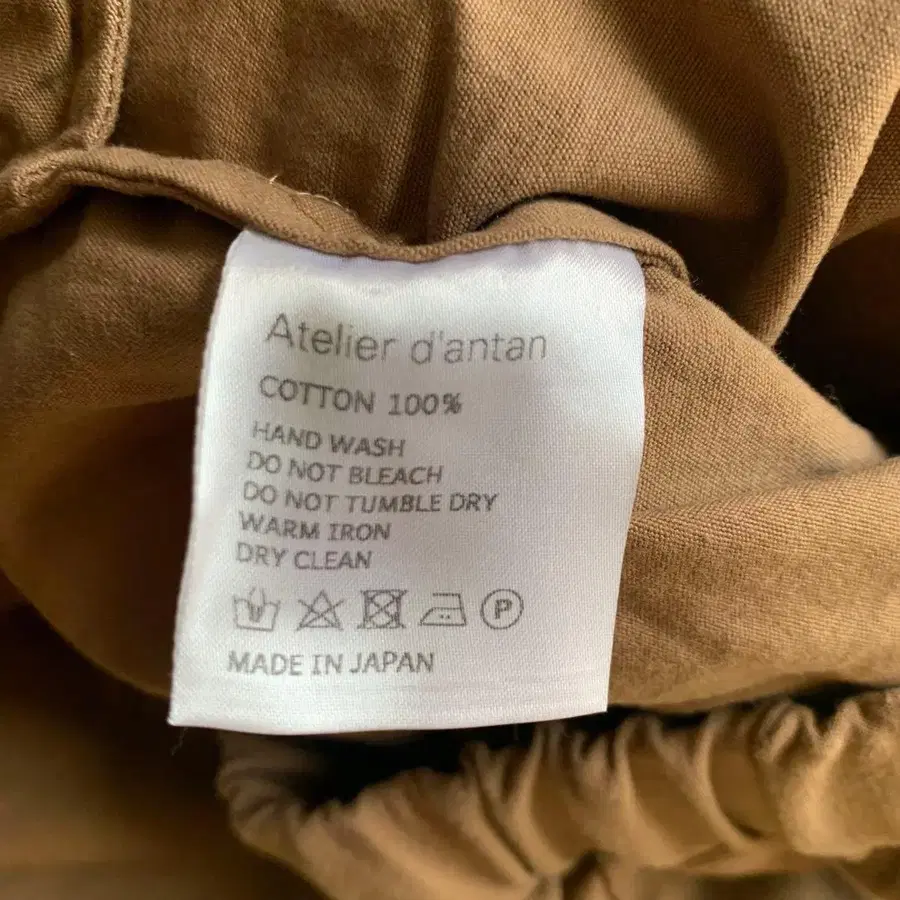 Atelier d'antan
COTTON 100%
HAND WASH
DO NOT BLEACH
DO NOT TUMBLE DRY
WARM IRON
DRY CLEAN
P
MADE IN JAPAN